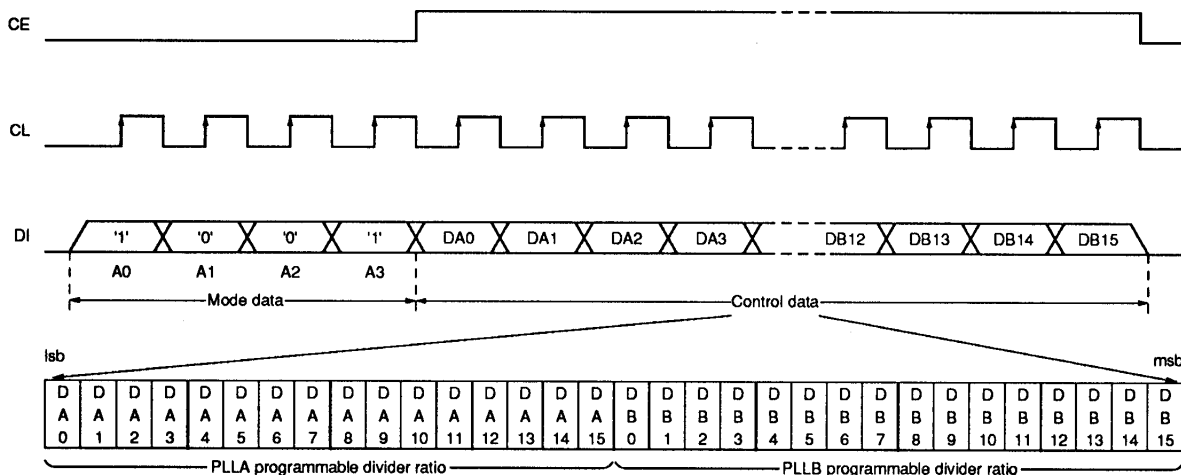 CE
CL
DI
'1' '0' '0' '1' DA0 DA1 DA2 DA3 DB12 DB13 DB14 DB15
A0 A1 A2 A3
Mode data Control data
lsb msb
DA0 DA1 DA2 DA3 DA4 DA5 DA6 DA7 DA8 DA9 DA10 DA11 DA12 DA13 DA14 DA15 DB0 DB1 DB2 DB3 DB4 DB5 DB6 DB7 DB8 DB9 DB10 DB11 DB12 DB13 DB14 DB15
PLLA programmable divider ratio PLLB programmable divider ratio